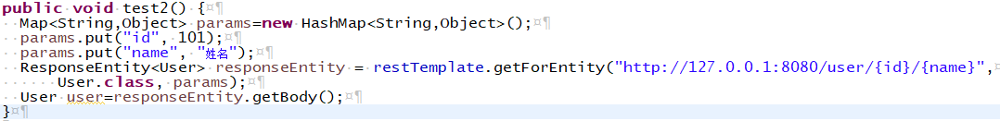 public void test2() {
Map<String,Object> params=new HashMap<String,Object>();
params.put("id", 101);
params.put("name", "姓名");
ResponseEntity<User> responseEntity = restTemplate.getForEntity("http://127.0.0.1:8080/user/{id}/{name}",
User.class, params);
User user=responseEntity.getBody();
}